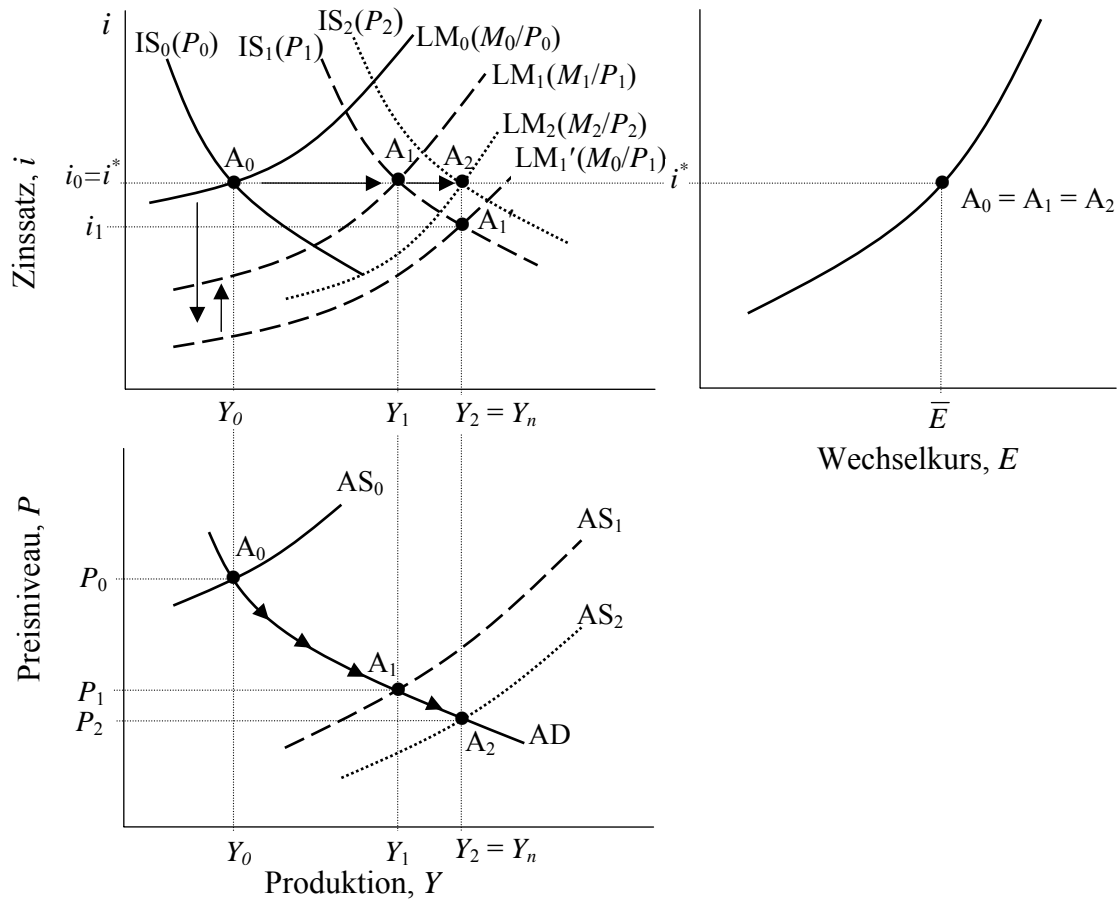 i
IS₀(P₀)
IS₁(P₁)
IS₂(P₂)
LM₀(M₀/P₀)
LM₁(M₁/P₁)
LM₂(M₂/P₂)
LM₁′(M₀/P₁)
Zinssatz, i
i₀=i*
i₁
A₀
A₁
A₂
A₁′
Y₀
Y₁
Y₂ = Yₙ
i*
A₀ = A₁ = A₂
E̅
Wechselkurs, E
Preisniveau, P
P₀
P₁
P₂
AS₀
AS₁
AS₂
A₀
A₁
A₂
AD
Y₀
Y₁
Y₂ = Yₙ
Produktion, Y